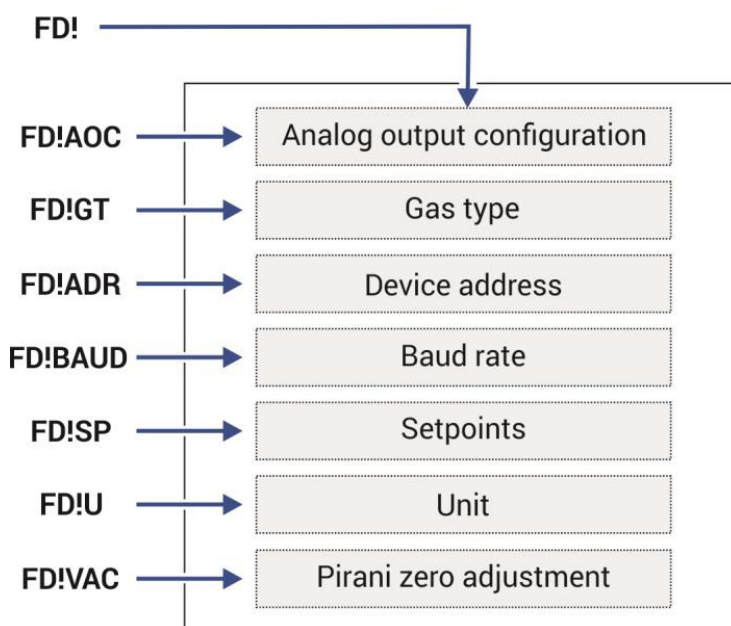 FD!
FD!AOC Analog output configuration
FD!GT Gas type
FD!ADR Device address
FD!BAUD Baud rate
FD!SP Setpoints
FD!U Unit
FD!VAC Pirani zero adjustment